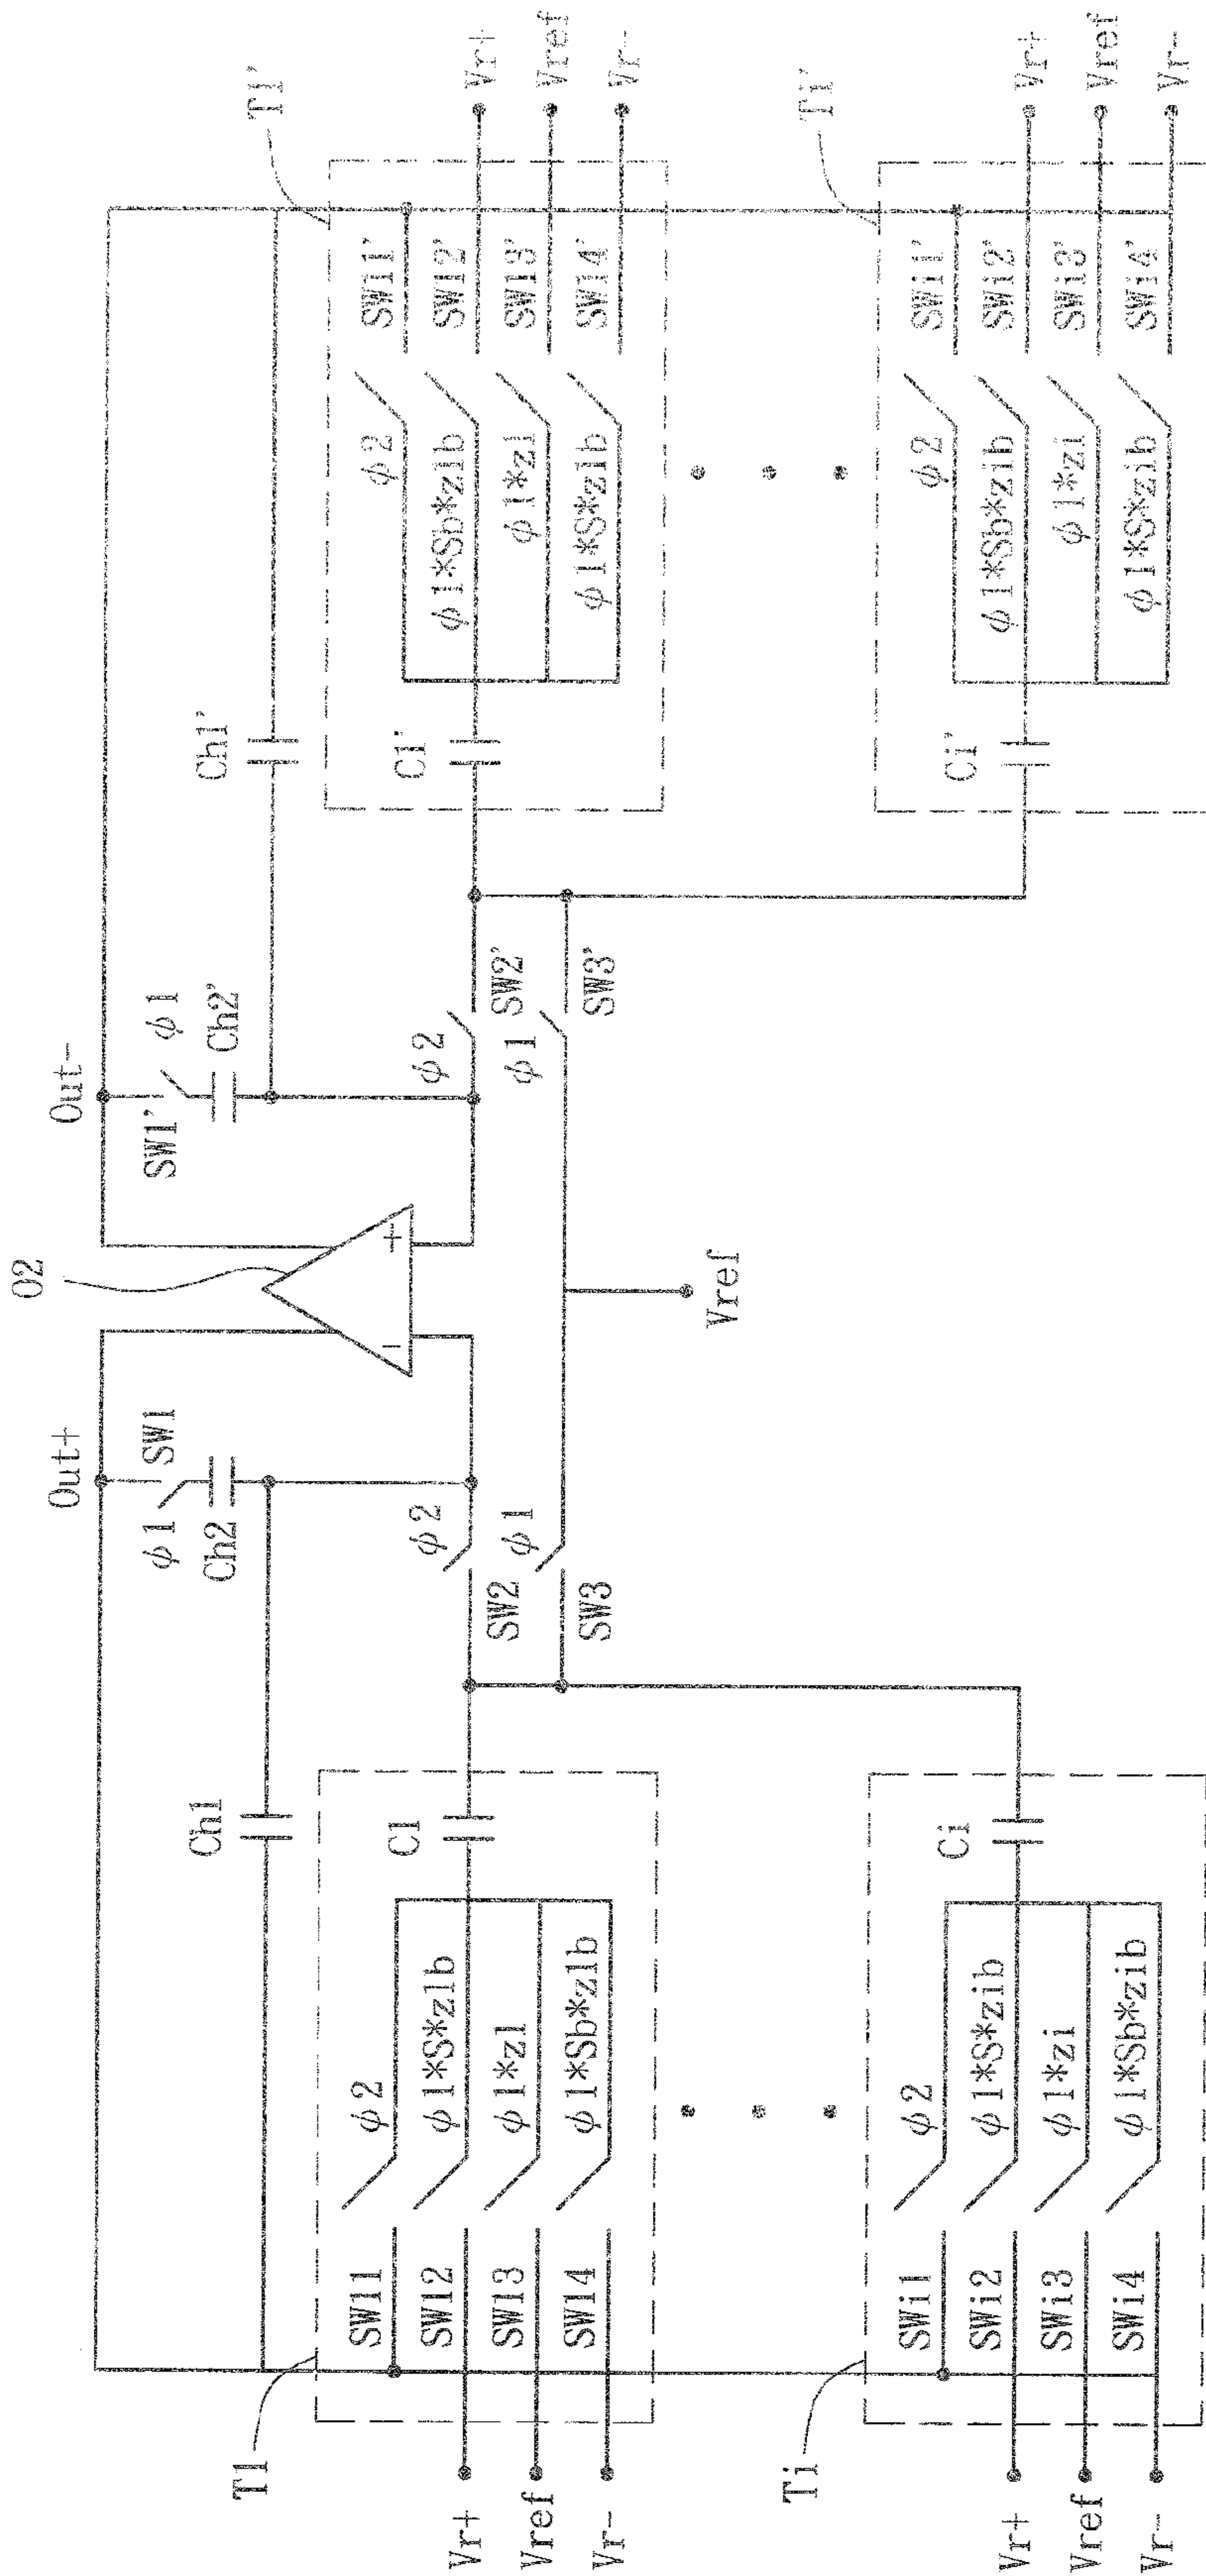 02
Out+
Out-
φ1
SW1
Ch2
SW1'
φ1
Ch2'
Ch1
Ch1'
-
+
φ2
SW2
φ1
SW3
φ2
SW2'
φ1
SW3'
Vref
T1
SW11
φ2
SW12
φ1*S*z1b
SW13
φ1*z1
SW14
φ1*Sb*z1b
C1
Vr+
Vref
Vr-
T1'
C1'
φ2
SW11'
φ1*Sb*z1b
SW12'
φ1*z1
SW13'
φ1*S*z1b
SW14'
Vr+
Vref
Vr-
Ti
SWi1
φ2
SWi2
φ1*S*zib
SWi3
φ1*zi
SWi4
φ1*Sb*zib
Ci
Vr+
Vref
Vr-
Ti'
Ci'
φ2
SWi1'
φ1*Sb*zib
SWi2'
φ1*zi
SWi3'
φ1*S*zib
SWi4'
Vr+
Vref
Vr-